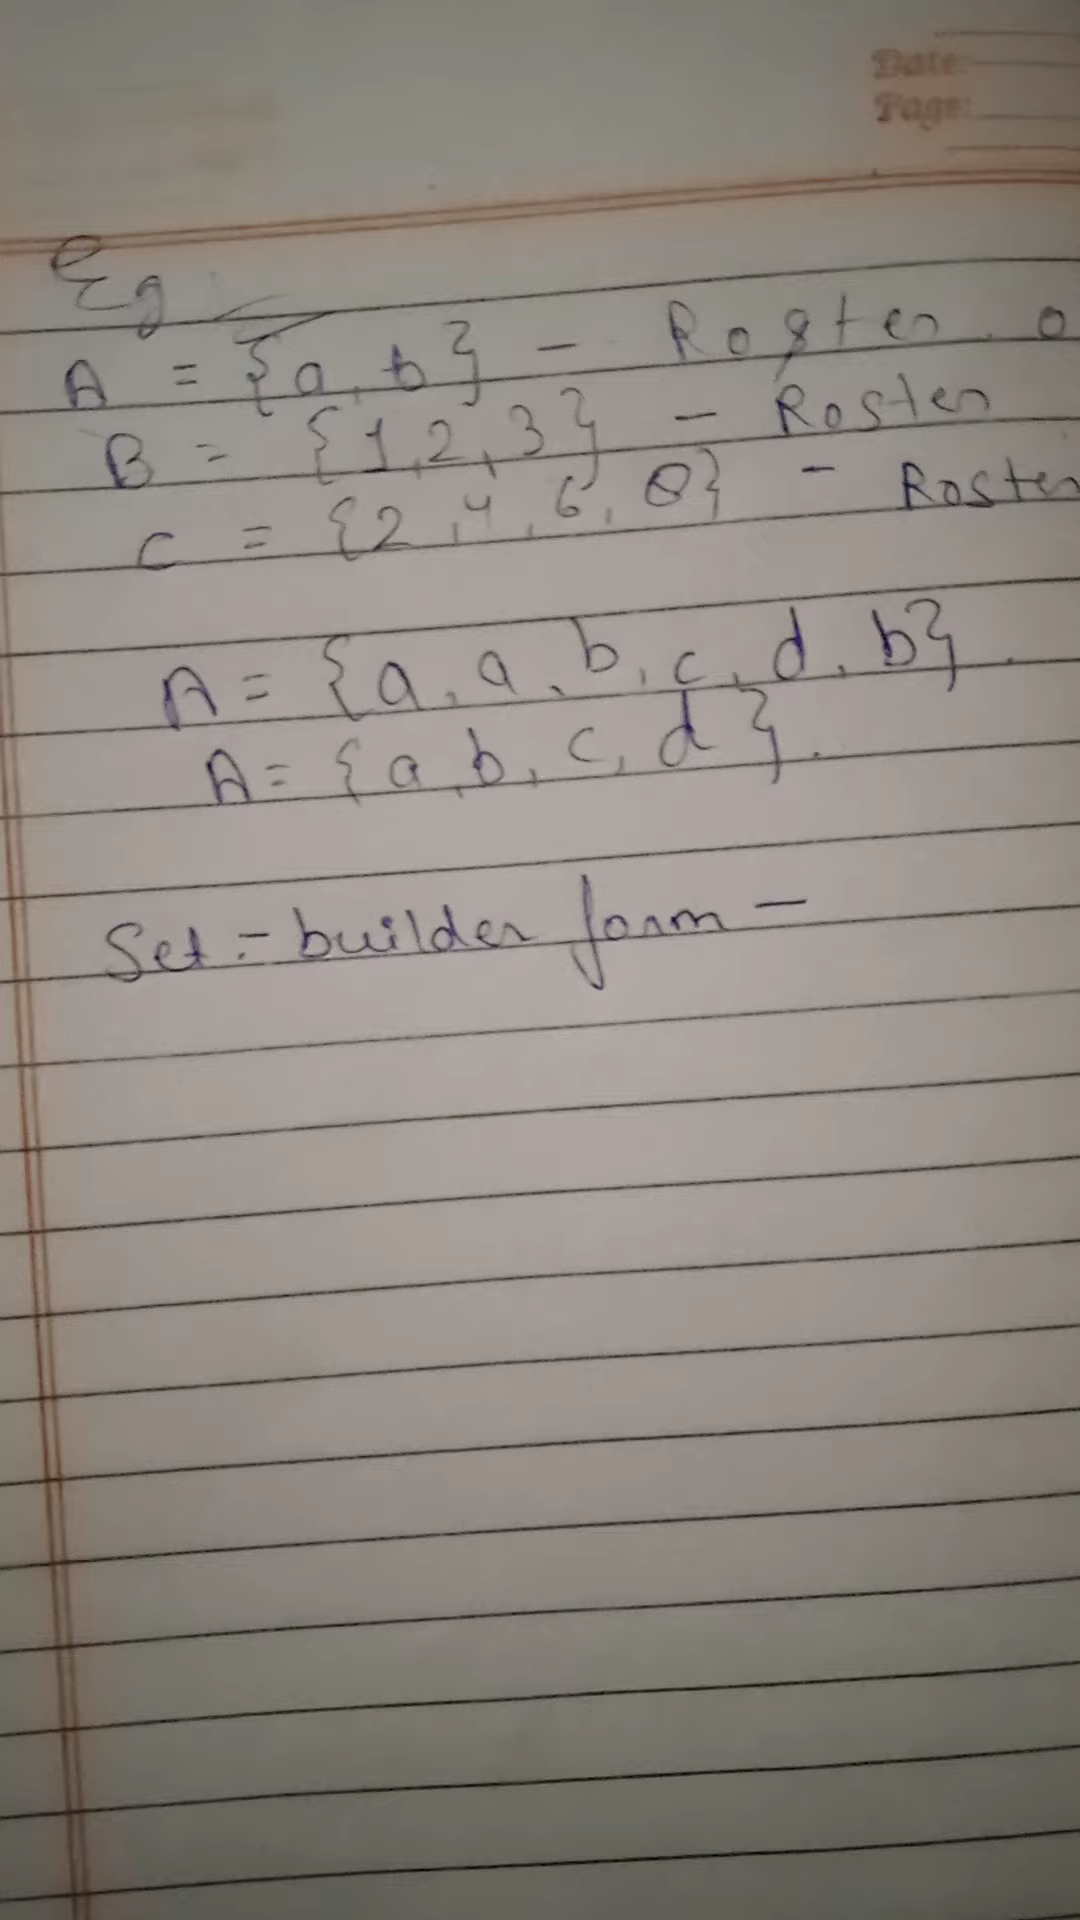 Date:
Page:
Eg
A = {a, b} - Roster o
B = {1, 2, 3} - Roster
C = {2, 4, 6, 8} - Roster
A = {a, a, b, c, d, b}.
A = {a, b, c, d}.
Set - builder form -